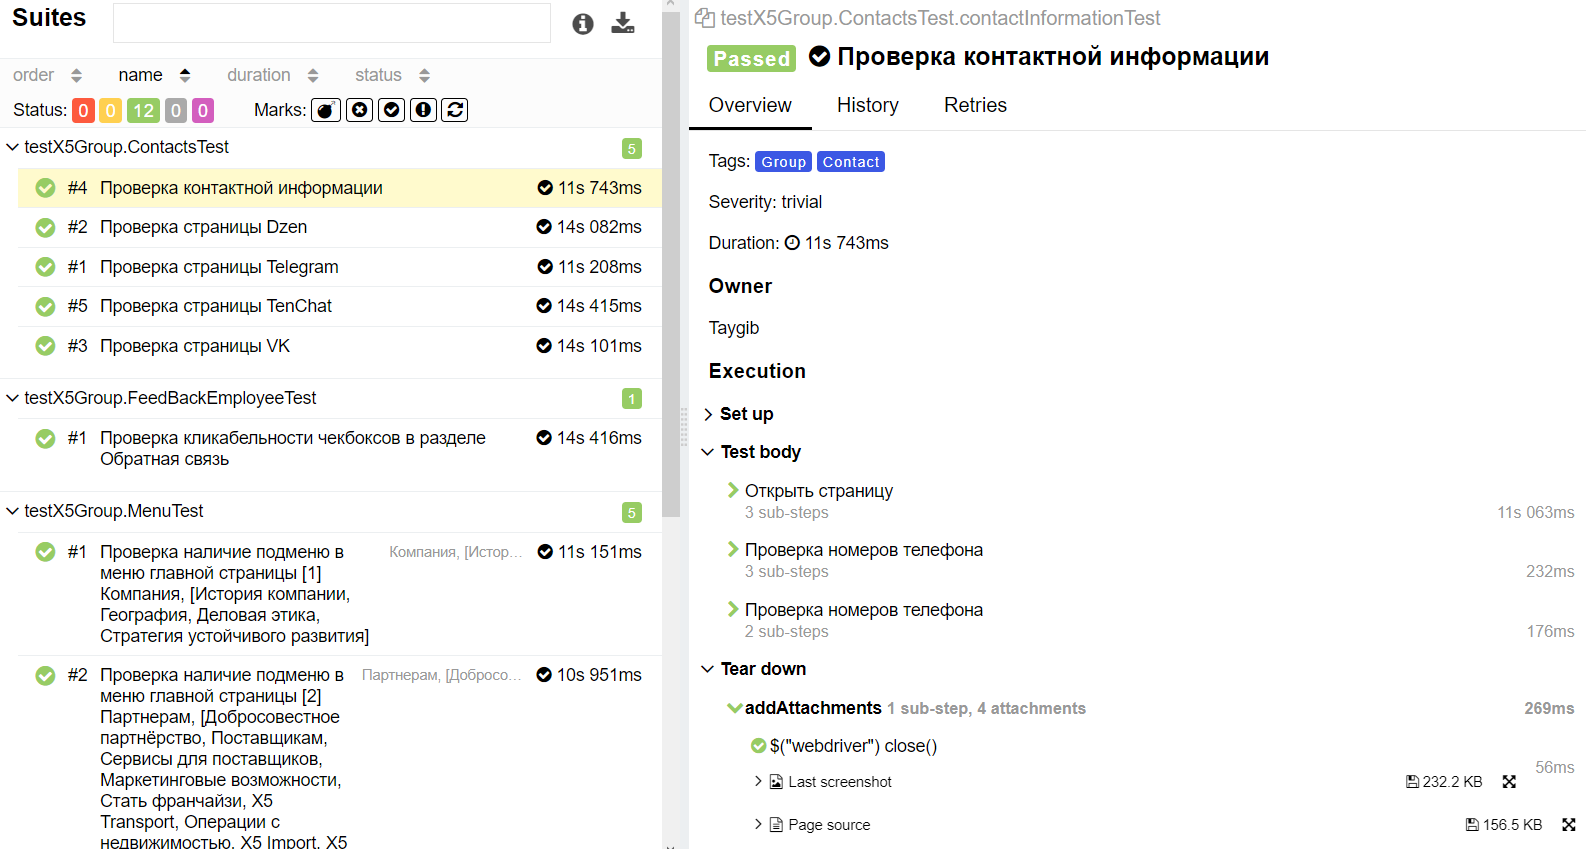 Suites
order name duration status
Status: 0 0 12 0 0 Marks:
testX5Group.ContactsTest 5
#4 Проверка контактной информации 11s 743ms
#2 Проверка страницы Dzen 14s 082ms
#1 Проверка страницы Telegram 11s 208ms
#5 Проверка страницы TenChat 14s 415ms
#3 Проверка страницы VK 14s 101ms
testX5Group.FeedBackEmployeeTest 1
#1 Проверка кликабельности чекбоксов в разделе 14s 416ms
Обратная связь
testX5Group.MenuTest 5
#1 Проверка наличие подменю в Компания, [Истор... 11s 151ms
меню главной страницы [1]
Компания, [История компании,
География, Деловая этика,
Стратегия устойчивого развития]
#2 Проверка наличие подменю в Партнерам, [Добросо... 10s 951ms
меню главной страницы [2]
Партнерам, [Добросовестное
партнёрство, Поставщикам,
Сервисы для поставщиков,
Маркетинговые возможности,
Стать франчайзи, X5
Transport, Операции с
недвижимостью, X5 Import, X5
testX5Group.ContactsTest.contactInformationTest
Passed Проверка контактной информации
Overview History Retries
Tags: Group Contact
Severity: trivial
Duration: 11s 743ms
Owner
Taygib
Execution
Set up
Test body
Открыть страницу
3 sub-steps 11s 063ms
Проверка номеров телефона
3 sub-steps 232ms
Проверка номеров телефона
2 sub-steps 176ms
Tear down
addAttachments 1 sub-step, 4 attachments 269ms
$("webdriver") close()
56ms
Last screenshot 232.2 KB
Page source 156.5 KB